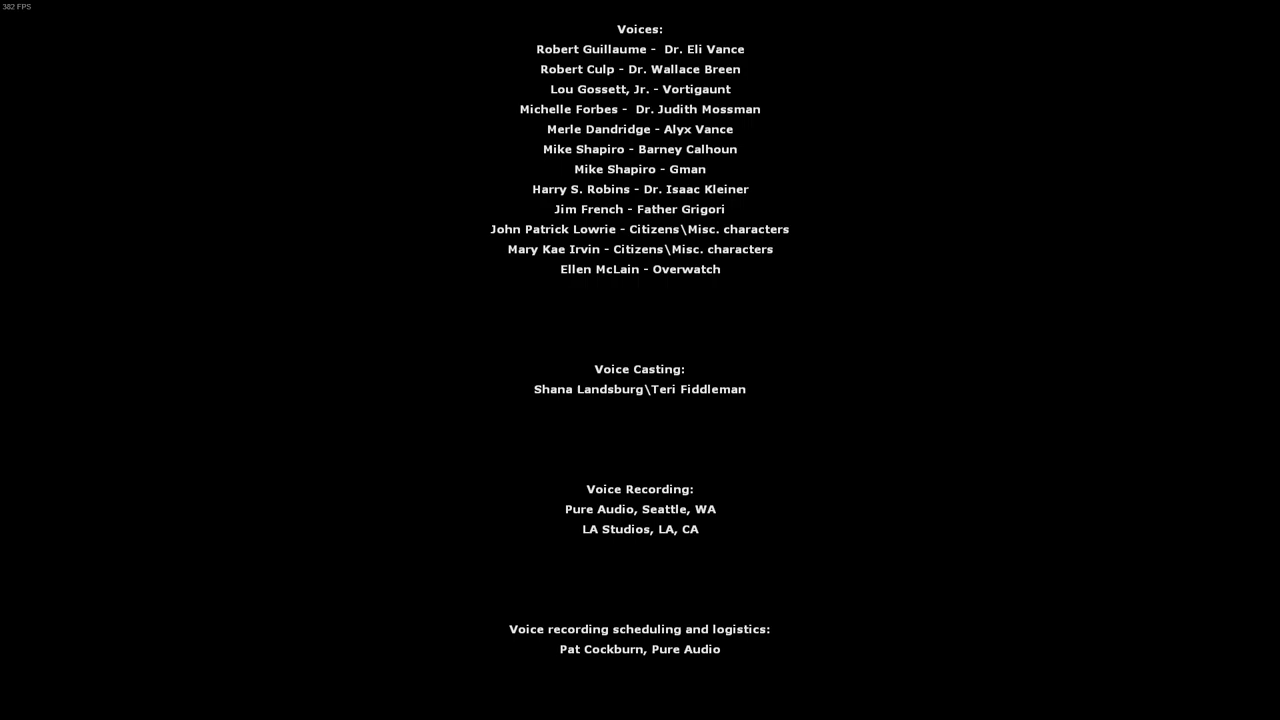 382 FPS
Voices:
Robert Guillaume -  Dr. Eli Vance
Robert Culp - Dr. Wallace Breen
Lou Gossett, Jr. - Vortigaunt
Michelle Forbes -  Dr. Judith Mossman
Merle Dandridge - Alyx Vance
Mike Shapiro - Barney Calhoun
Mike Shapiro - Gman
Harry S. Robins - Dr. Isaac Kleiner
Jim French - Father Grigori
John Patrick Lowrie - Citizens\Misc. characters
Mary Kae Irvin - Citizens\Misc. characters
Ellen McLain - Overwatch
Voice Casting:
Shana Landsburg\Teri Fiddleman
Voice Recording:
Pure Audio, Seattle, WA
LA Studios, LA, CA
Voice recording scheduling and logistics:
Pat Cockburn, Pure Audio